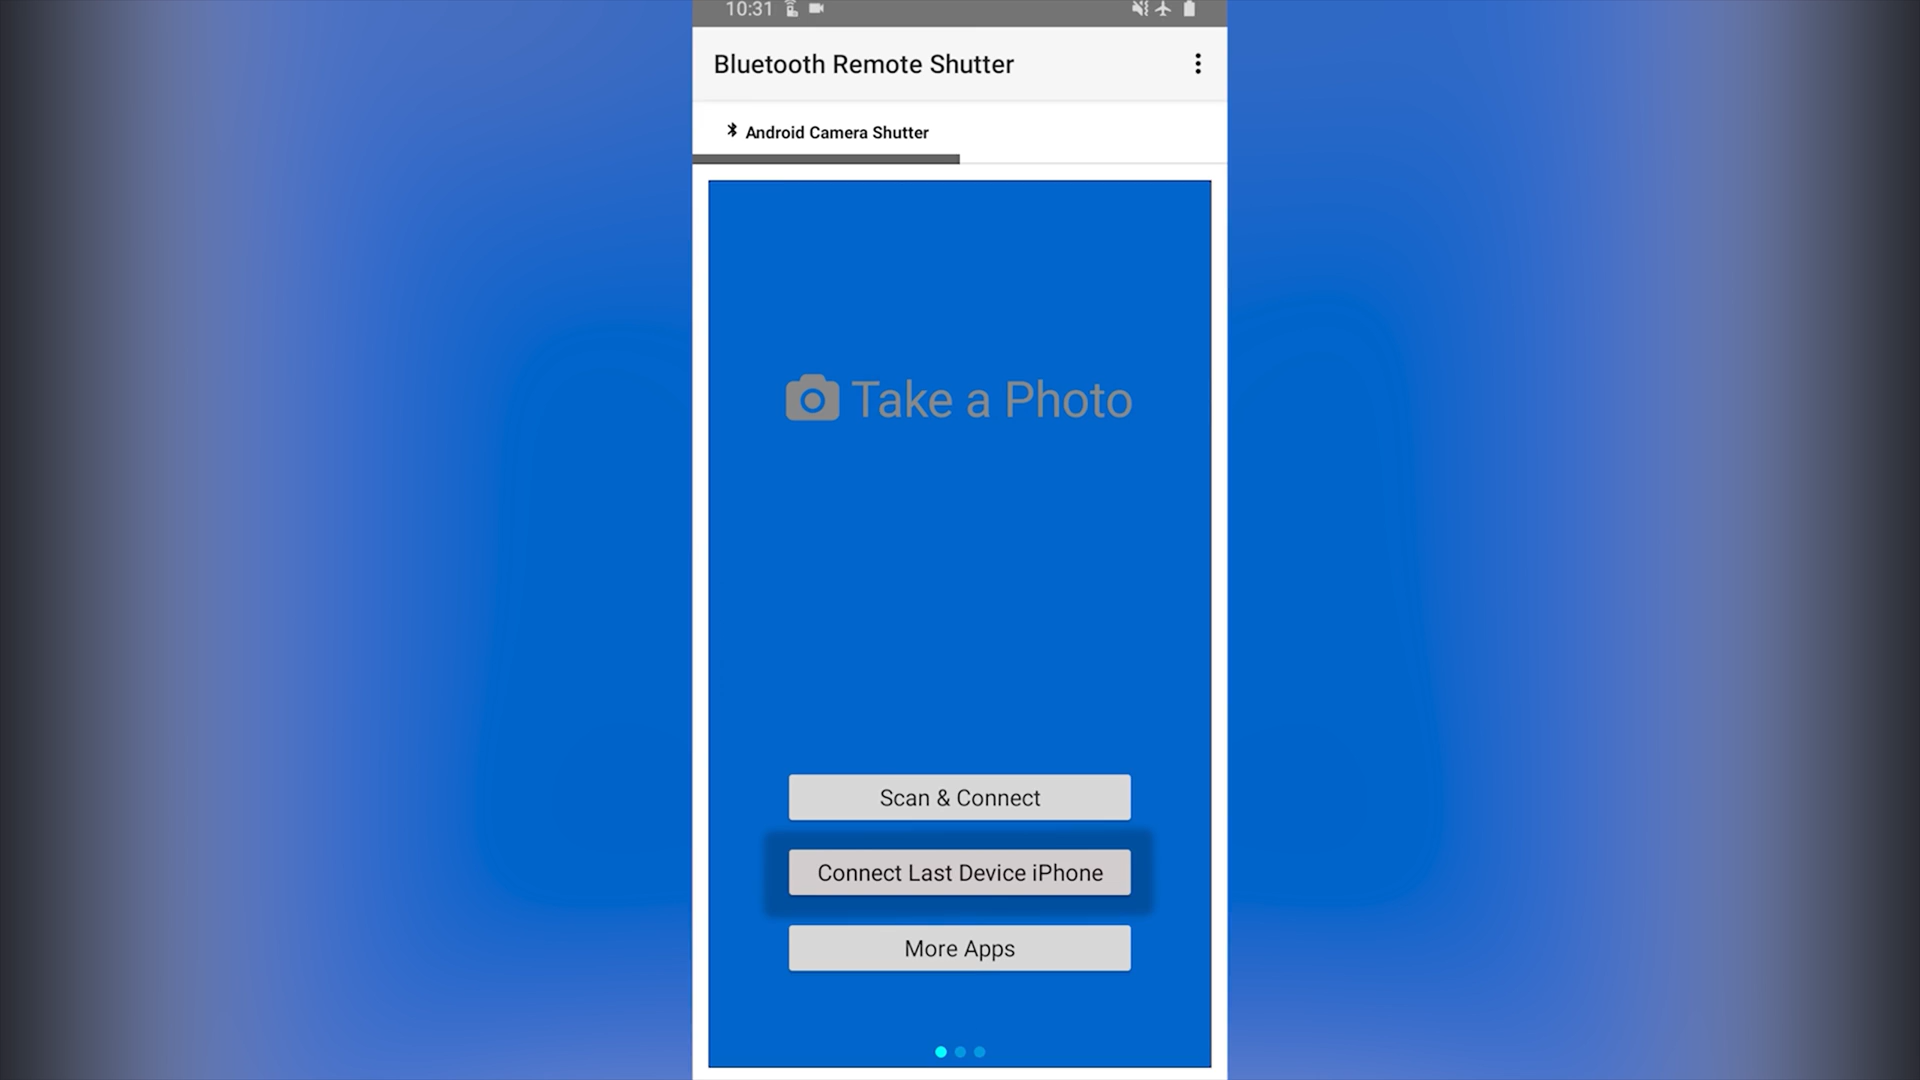 10:31
Bluetooth Remote Shutter
Android Camera Shutter
Take a Photo
Scan & Connect
Connect Last Device iPhone
More Apps